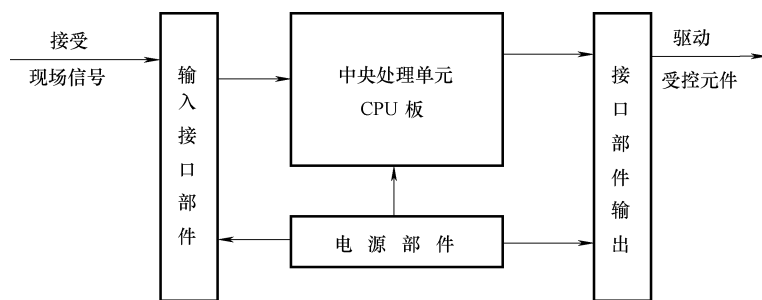 接受
现场信号
输入接口部件
中央处理单元
CPU 板
电源部件
接口部件输出
驱动
受控元件